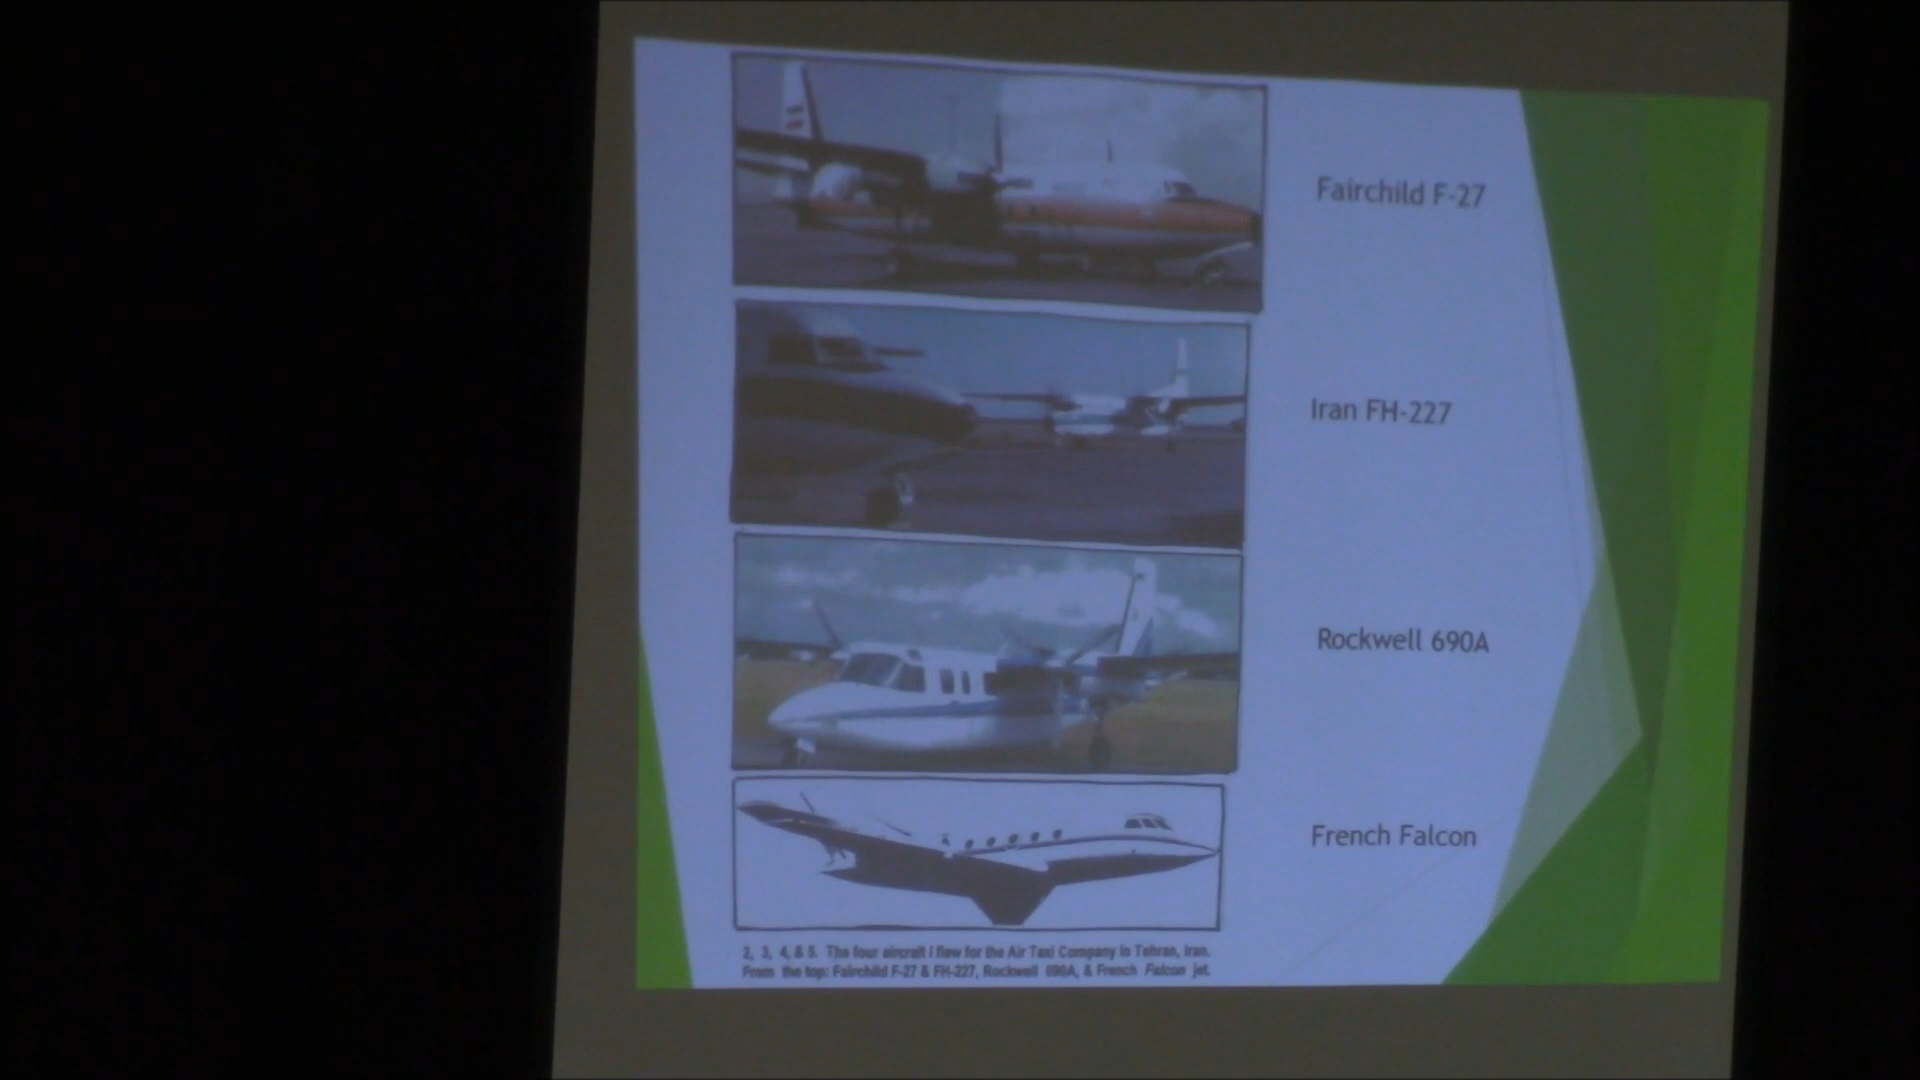 Fairchild F-27
Iran FH-227
Rockwell 690A
French Falcon
2, 3, 4, & 5. The four aircraft I flew for the Air Taxi Company in Tehran, Iran.
From the top: Fairchild F-27 & FH-227, Rockwell 690A, & French Falcon jet.